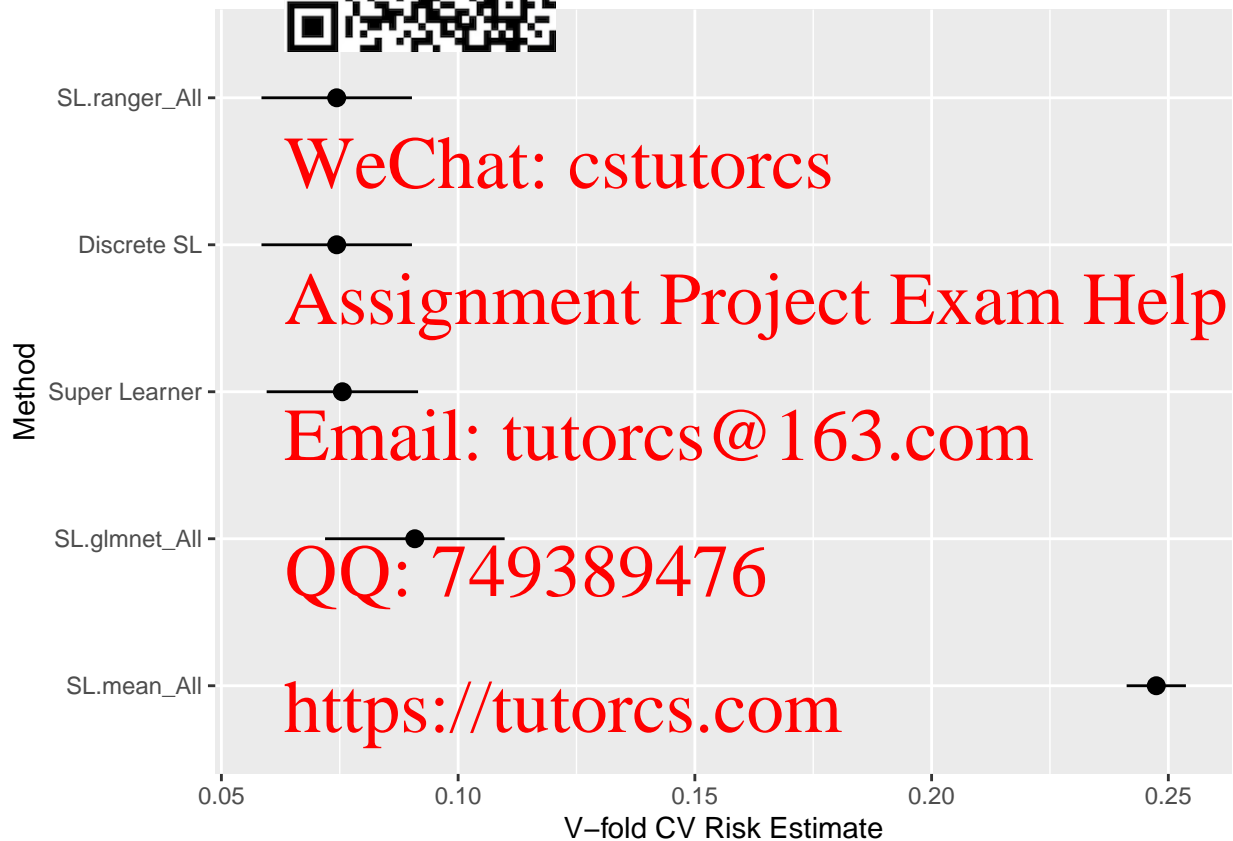 SL.ranger_All
WeChat: cstutorcs
Discrete SL
Assignment Project Exam Help
Method
Super Learner
Email: tutorcs@163.com
SL.glmnet_All
QQ: 749389476
SL.mean_All
https://tutorcs.com
0.05 0.10 0.15 0.20 0.25
V−fold CV Risk Estimate